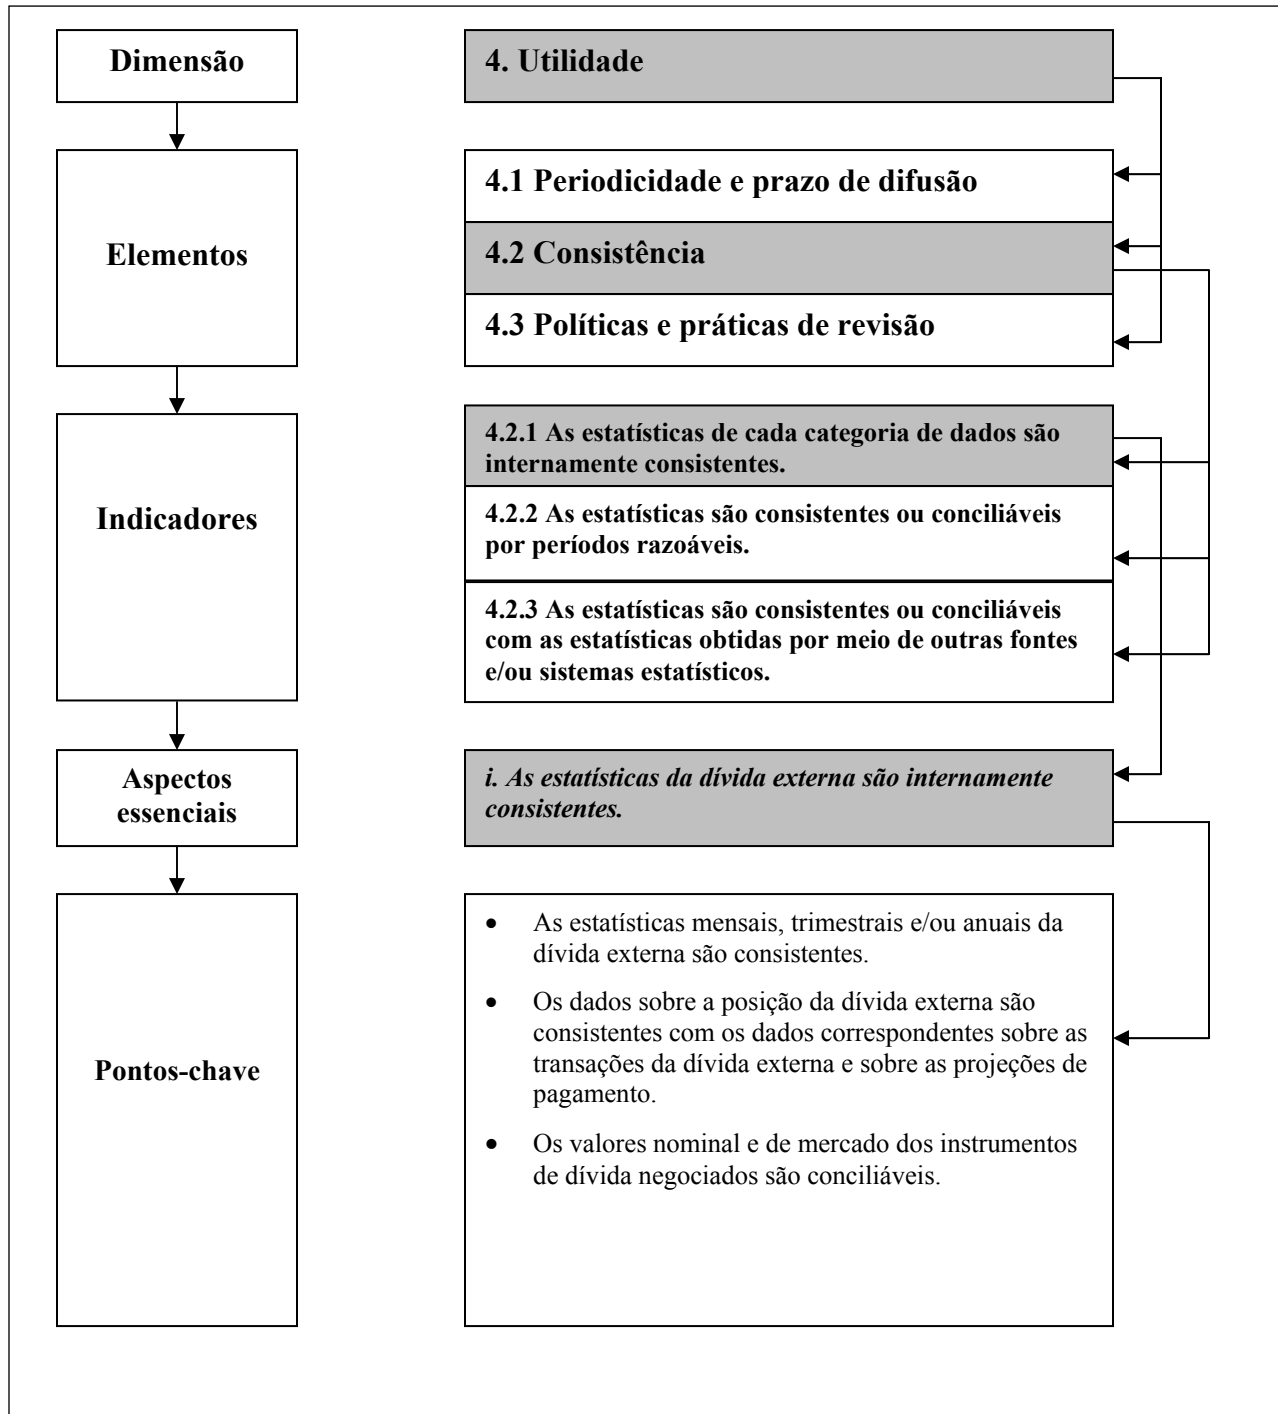 Dimensão
4. Utilidade
Elementos
4.1 Periodicidade e prazo de difusão
4.2 Consistência
4.3 Políticas e práticas de revisão
Indicadores
4.2.1 As estatísticas de cada categoria de dados são
internamente consistentes.
4.2.2 As estatísticas são consistentes ou conciliáveis
por períodos razoáveis.
4.2.3 As estatísticas são consistentes ou conciliáveis
com as estatísticas obtidas por meio de outras fontes
e/ou sistemas estatísticos.
Aspectos
essenciais
i. As estatísticas da dívida externa são internamente
consistentes.
Pontos-chave
• As estatísticas mensais, trimestrais e/ou anuais da
dívida externa são consistentes.
• Os dados sobre a posição da dívida externa são
consistentes com os dados correspondentes sobre as
transações da dívida externa e sobre as projeções de
pagamento.
• Os valores nominal e de mercado dos instrumentos
de dívida negociados são conciliáveis.